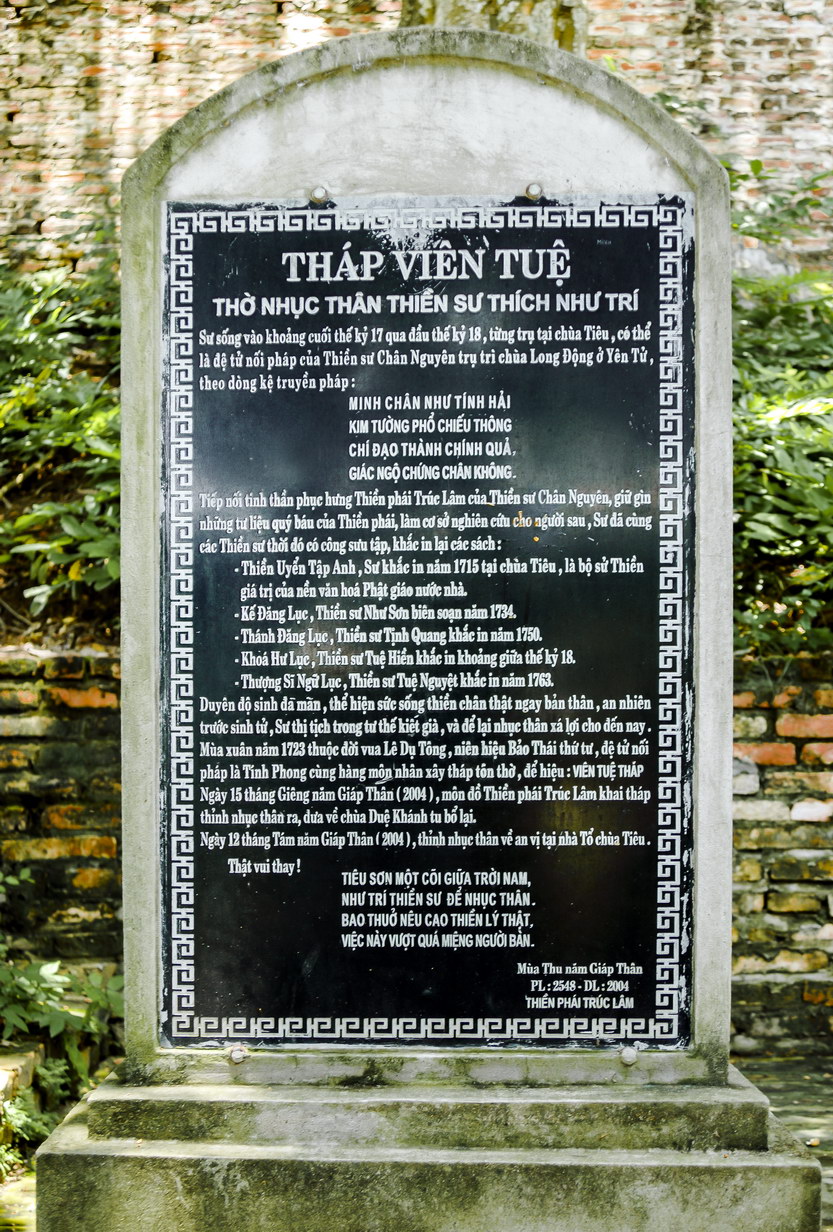 THÁP VIÊN TUỆ
THỜ NHỤC THÂN THIỀN SƯ THÍCH NHƯ TRÍ
Sư sống vào khoảng cuối thế kỷ 17 qua đầu thế kỷ 18, từng trụ tại chùa Tiêu, có thể
là đệ tử nối pháp của Thiền sư Chân Nguyên trụ trì chùa Long Động ở Yên Tử,
theo dòng kệ truyền pháp:
MINH CHÂN NHƯ TÍNH HẢI
KIM TƯỜNG PHỔ CHIẾU THÔNG
CHÍ ĐẠO THÀNH CHÍNH QUẢ,
GIÁC NGỘ CHỨNG CHÂN KHÔNG.
Tiếp nối tinh thần phục hưng Thiền phái Trúc Lâm của Thiền sư Chân Nguyên, giữ gìn
những tư liệu quý báu của Thiền phái, làm cơ sở nghiên cứu cho người sau, Sư đã cùng
các Thiền sư thời đó có công sưu tập, khắc in lại các sách:
- Thiền Uyển Tập Anh, Sư khắc in năm 1715 tại chùa Tiêu, là bộ sử Thiền
giá trị của nền văn hoá Phật giáo nước nhà.
- Kế Đăng Lục, Thiền sư Như Sơn biên soạn năm 1734.
- Thánh Đăng Lục, Thiền sư Tịnh Quang khắc in năm 1750.
- Khoá Hư Lục, Thiền sư Tuệ Hiền khắc in khoảng giữa thế kỷ 18.
- Thượng Sĩ Ngữ Lục, Thiền sư Tuệ Nguyệt khắc in năm 1763.
Duyên độ sinh đã mãn, thể hiện sức sống thiền chân thật ngay bản thân, an nhiên
trước sinh tử, Sư thị tịch trong tư thế kiết già, và để lại nhục thân xá lợi cho đến nay.
Mùa xuân năm 1723 thuộc đời vua Lê Dụ Tông, niên hiệu Bảo Thái thứ tư, đệ tử nối
pháp là Tính Phong cùng hàng môn nhân xây tháp tôn thờ, đề hiệu: VIÊN TUỆ THÁP
Ngày 15 tháng Giêng năm Giáp Thân (2004), môn đồ Thiền phái Trúc Lâm khai tháp
thỉnh nhục thân ra, đưa về chùa Duệ Khánh tu bổ lại.
Ngày 12 tháng Tám năm Giáp Thân (2004), thỉnh nhục thân về an vị tại nhà Tổ chùa Tiêu.
Thật vui thay!
TIÊU SƠN MỘT CÕI GIỮA TRỜI NAM,
NHƯ TRÍ THIỀN SƯ ĐỂ NHỤC THÂN.
BAO THUỞ NÊU CAO THIỀN LÝ THẬT,
VIỆC NÀY VƯỢT QUÁ MIỆNG NGƯỜI BÀN.
Mùa Thu năm Giáp Thân
PL: 2548 - DL: 2004
THIỀN PHÁI TRÚC LÂM